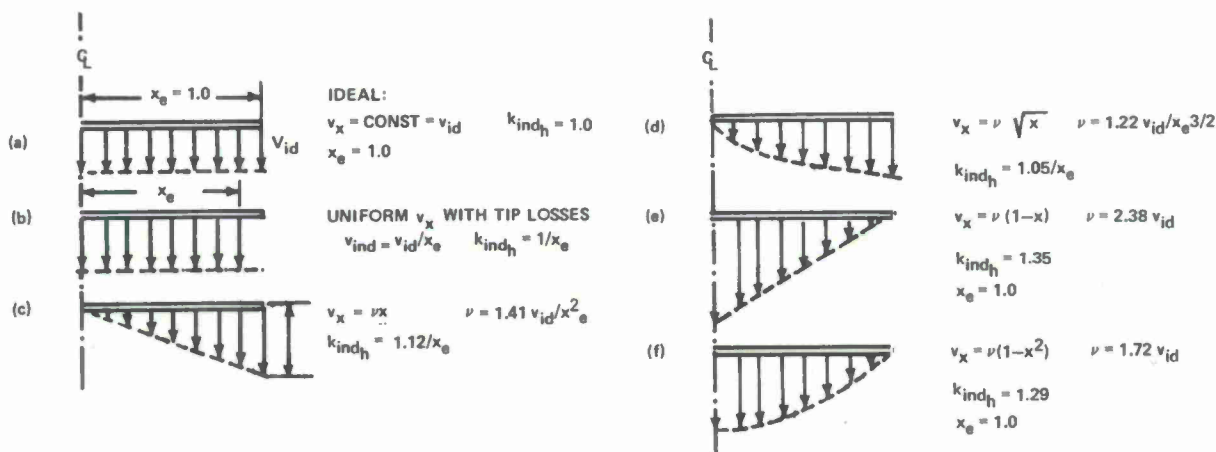 C̵L
x_e = 1.0
(a)
V_id
IDEAL:
v_x = CONST = v_id k_ind_h = 1.0
x_e = 1.0
x_e
(b)
UNIFORM v_x WITH TIP LOSSES
v_ind = v_id/x_e k_ind_h = 1/x_e
(c)
v_x = νx ν = 1.41 v_id/x²_e
k_ind_h = 1.12/x_e
C̵L
(d)
v_x = ν √x ν = 1.22 v_id/x_e3/2
k_ind_h = 1.05/x_e
(e)
v_x = ν (1–x) ν = 2.38 v_id
k_ind_h = 1.35
x_e = 1.0
(f)
v_x = ν(1–x²) ν = 1.72 v_id
k_ind_h = 1.29
x_e = 1.0